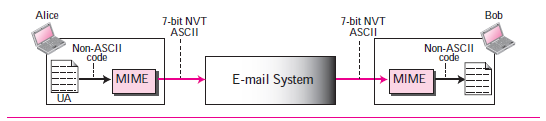 Alice
7-bit NVT
ASCII
7-bit NVT
ASCII
Bob
Non-ASCII
code
MIME
UA
E-mail System
MIME
Non-ASCII
code